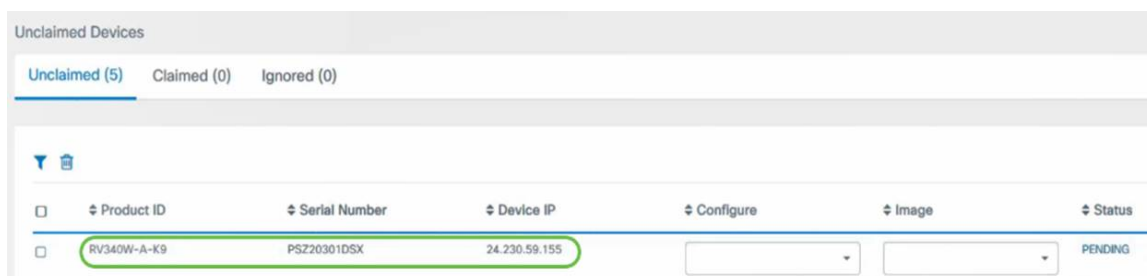 Unclaimed Devices
Unclaimed (5) Claimed (0) Ignored (0)
Product ID Serial Number Device IP Configure Image Status
RV340W-A-K9 PSZ20301DSX 24.230.59.155 PENDING